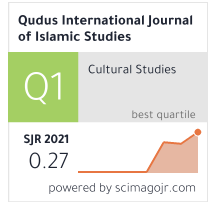 Qudus International Journal
of Islamic Studies
Q1
Cultural Studies
best quartile
SJR 2021
0.27
powered by scimagojr.com